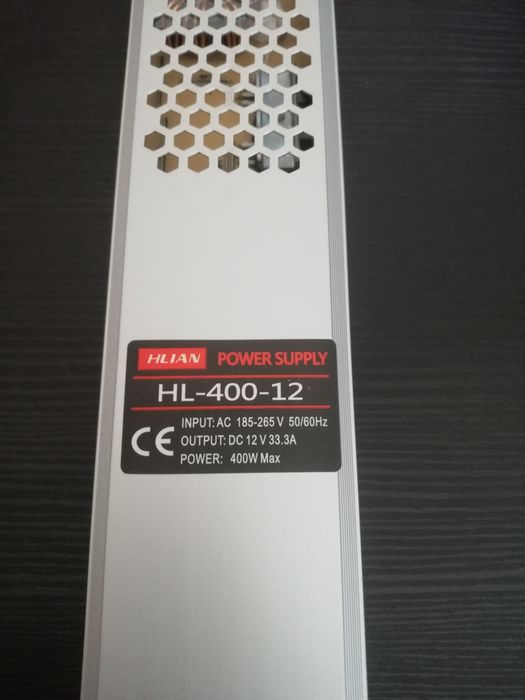 HLIAN POWER SUPPLY
HL-400-12
CE
INPUT: AC 185-265 V 50/60Hz
OUTPUT: DC 12 V 33.3A
POWER: 400W Max